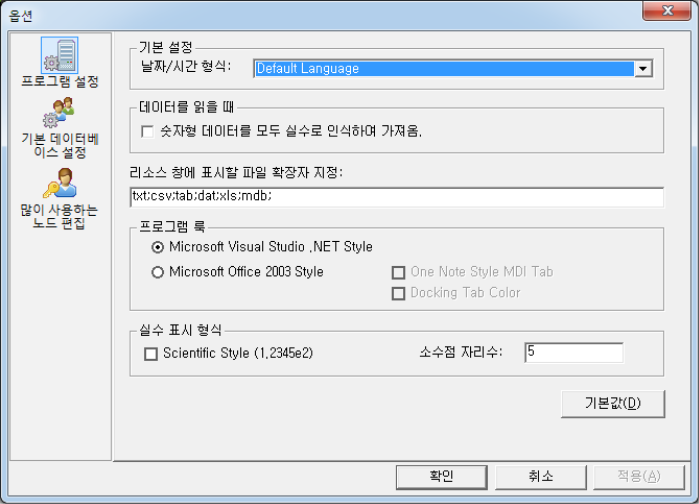 옵션
프로그램 설정
기본 데이터베
이스 설정
많이 사용하는
노드 편집
기본 설정
날짜/시간 형식: Default Language
데이터를 읽을 때
숫자형 데이터를 모두 실수로 인식하며 가져옴.
리소스 창에 표시할 파일 확장자 지정:
txt;csv;tab;dat;xls;mdb;
프로그램 룩
Microsoft Visual Studio .NET Style
Microsoft Office 2003 Style One Note Style MDI Tab
Docking Tab Color
실수 표시 형식
Scientific Style (1.2345e2) 소수점 자리수: 5
기본값(D)
확인 취소 적용(A)